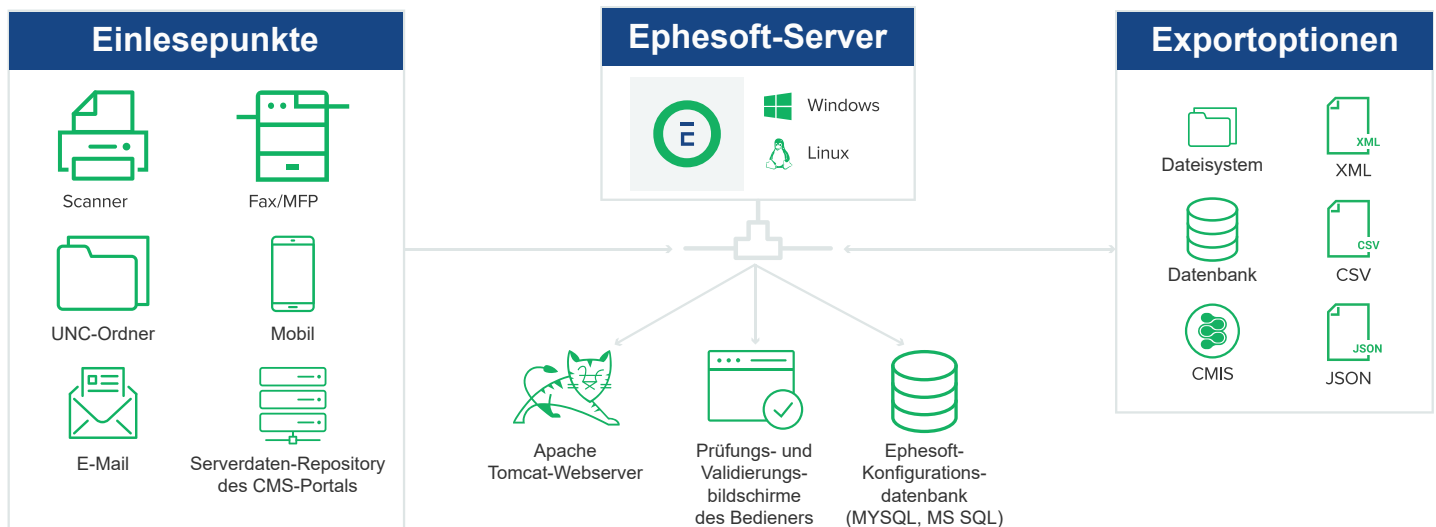 Einlesepunkte
Scanner
Fax/MFP
UNC-Ordner
Mobil
E-Mail
Serverdaten-Repository
des CMS-Portals
Ephesoft-Server
E
Windows
Linux
Apache
Tomcat-Webserver
Prüfungs- und
Validierungs-
bildschirme
des Bedieners
Ephesoft-
Konfigurations-
datenbank
(MYSQL, MS SQL)
Exportoptionen
Dateisystem
XML
XML
Datenbank
CSV
CSV
CMIS
JSON
JSON